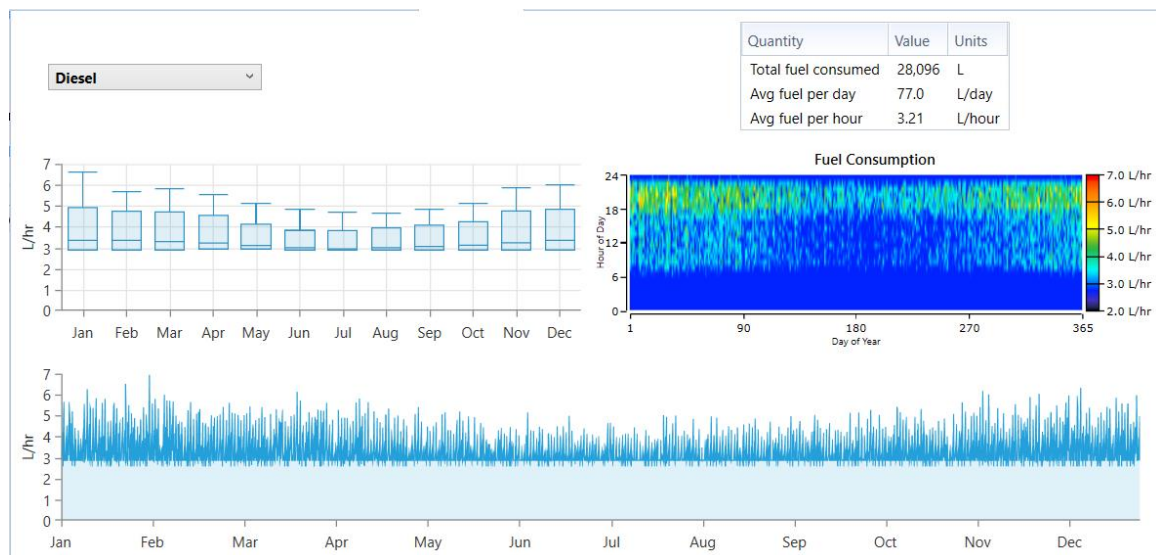 Quantity Value Units
Diesel
Total fuel consumed 28,096 L
Avg fuel per day 77.0 L/day
Avg fuel per hour 3.21 L/hour
7
6
5
4
3
2
1
0
L/hr
Jan Feb Mar Apr May Jun Jul Aug Sep Oct Nov Dec
Fuel Consumption
24
18
12
6
0
Hour of Day
1 90 180 270 365
Day of Year
7.0 L/hr
6.0 L/hr
5.0 L/hr
4.0 L/hr
3.0 L/hr
2.0 L/hr
7
6
5
4
3
2
1
0
L/hr
Jan Feb Mar Apr May Jun Jul Aug Sep Oct Nov Dec